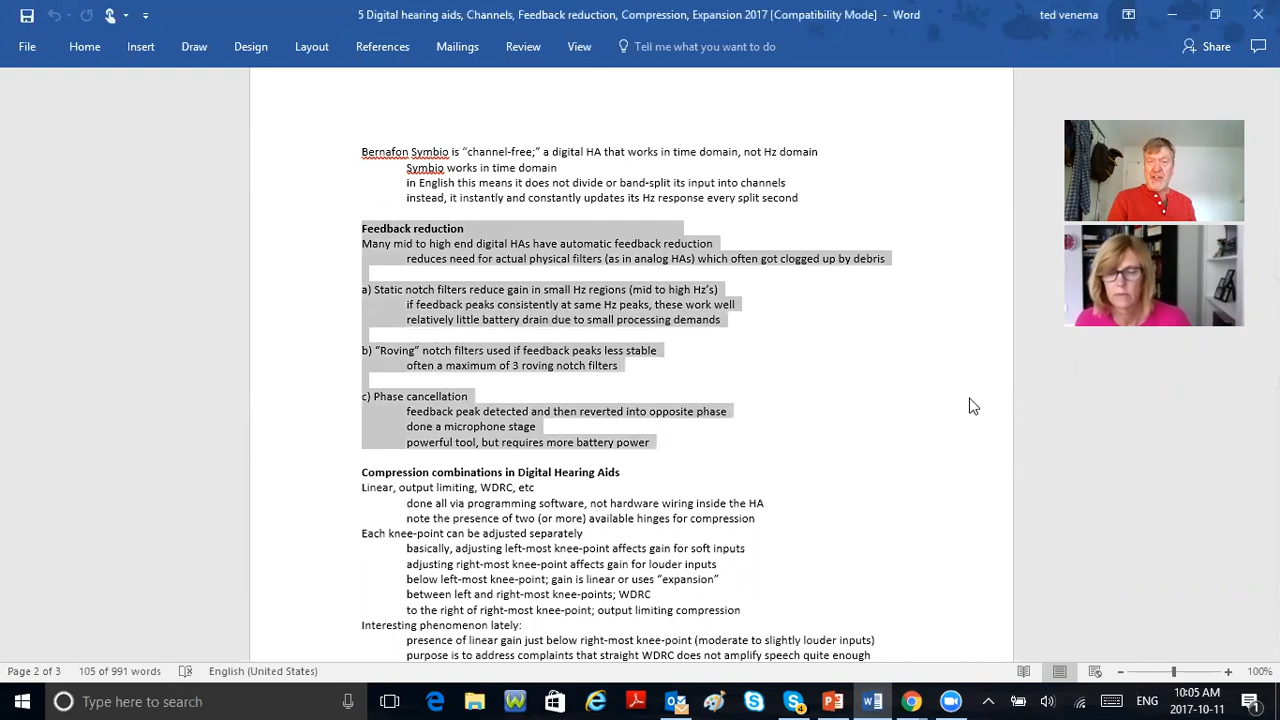 5 Digital hearing aids, Channels, Feedback reduction, Compression, Expansion 2017 [Compatibility Mode] - Word
ted venema
File Home Insert Draw Design Layout References Mailings Review View Tell me what you want to do Share
Bernafon Symbio is “channel-free;” a digital HA that works in time domain, not Hz domain
Symbio works in time domain
in English this means it does not divide or band-split its input into channels
instead, it instantly and constantly updates its Hz response every split second
Feedback reduction
Many mid to high end digital HAs have automatic feedback reduction
reduces need for actual physical filters (as in analog HAs) which often got clogged up by debris
a) Static notch filters reduce gain in small Hz regions (mid to high Hz’s)
if feedback peaks consistently at same Hz peaks, these work well
relatively little battery drain due to small processing demands
b) “Roving” notch filters used if feedback peaks less stable
often a maximum of 3 roving notch filters
c) Phase cancellation
feedback peak detected and then reverted into opposite phase
done a microphone stage
powerful tool, but requires more battery power
Compression combinations in Digital Hearing Aids
Linear, output limiting, WDRC, etc
done all via programming software, not hardware wiring inside the HA
note the presence of two (or more) available hinges for compression
Each knee-point can be adjusted separately
basically, adjusting left-most knee-point affects gain for soft inputs
adjusting right-most knee-point affects gain for louder inputs
below left-most knee-point; gain is linear or uses “expansion”
between left and right-most knee-points; WDRC
to the right of right-most knee-point; output limiting compression
Interesting phenomenon lately:
presence of linear gain just below right-most knee-point (moderate to slightly louder inputs)
purpose is to address complaints that straight WDRC does not amplify speech quite enough
Page 2 of 3 105 of 991 words English (United States) 100%
Type here to search
ENG
10:05 AM
2017-10-11